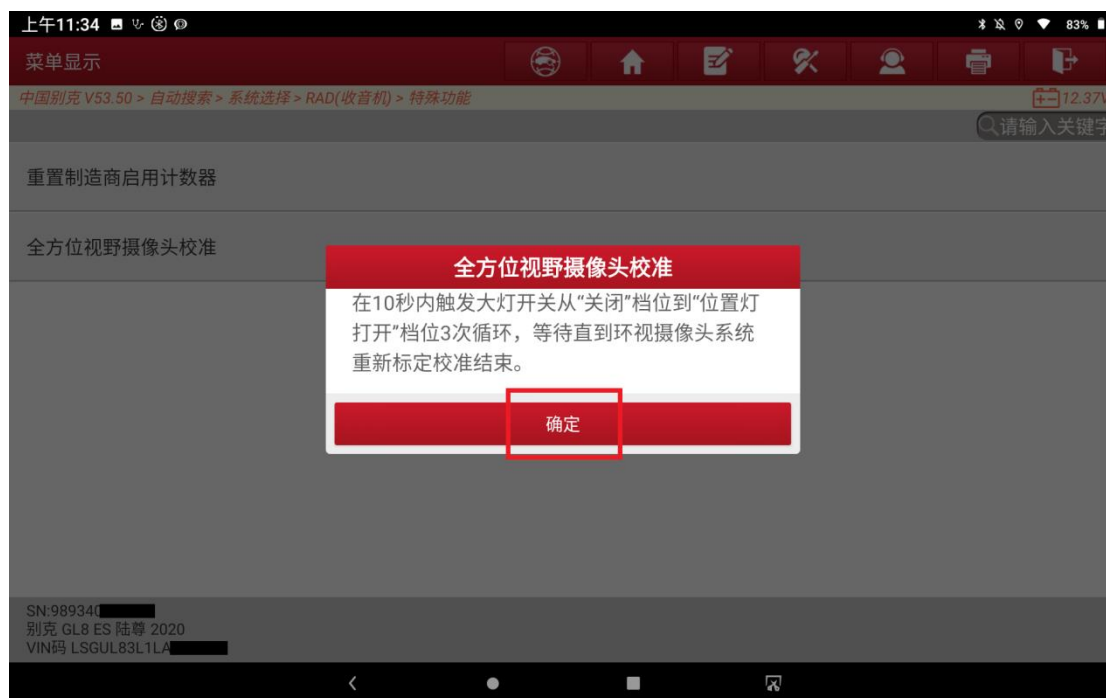 上午11:34
83%
菜单显示
中国别克 V53.50 > 自动搜索 > 系统选择 > RAD(收音机) > 特殊功能
12.37V
请输入关键字
重置制造商启用计数器
全方位视野摄像头校准
全方位视野摄像头校准
在10秒内触发大灯开关从“关闭”档位到“位置灯
打开”档位3次循环，等待直到环视摄像头系统
重新标定校准结束。
确定
SN:989340
别克 GL8 ES 陆尊 2020
VIN码 LSGUL83L1LA